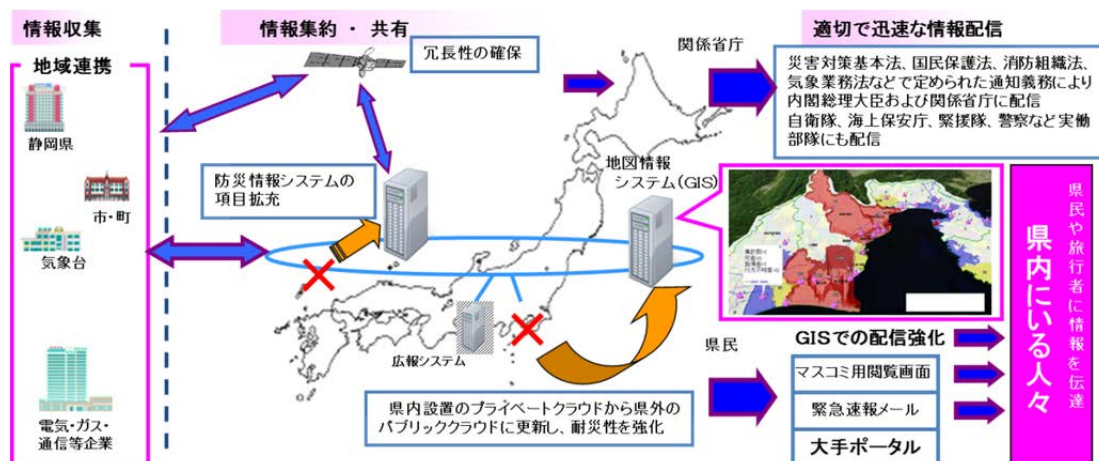 情報収集
地域連携
静岡県
市・町
気象台
電気・ガス・
通信等企業
情報集約 ・ 共有
冗長性の確保
防災情報システムの
項目拡充
広報システム
県内設置のプライベートクラウドから県外の
パブリッククラウドに更新し、耐災性を強化
地図情報
システム(GIS)
関係省庁
適切で迅速な情報配信
災害対策基本法、国民保護法、消防組織法、
気象業務法などで定められた通知義務により
内閣総理大臣および関係省庁に配信
自衛隊、海上保安庁、緊援隊、警察など実働
部隊にも配信
県民
GISでの配信強化
マスコミ用閲覧画面
緊急速報メール
大手ポータル
県民や旅行者に情報を伝達
県内にいる人々